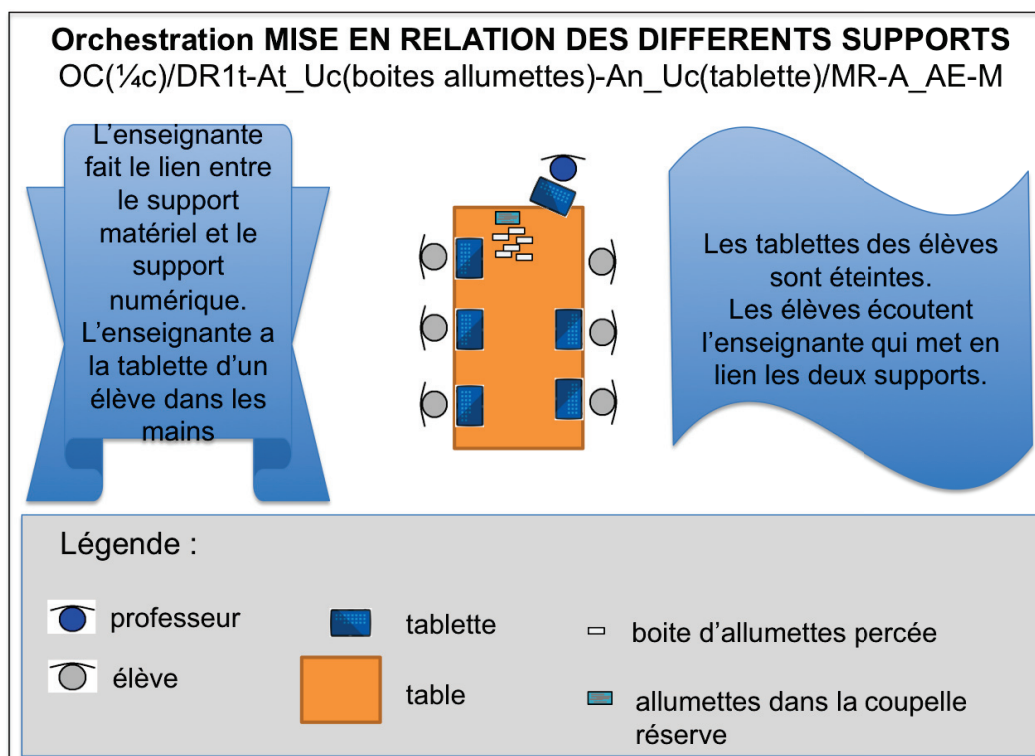 Orchestration MISE EN RELATION DES DIFFERENTS SUPPORTS
OC(¼c)/DR1t-At_Uc(boites allumettes)-An_Uc(tablette)/MR-A_AE-M
L’enseignante
fait le lien entre
le support
matériel et le
support
numérique.
L’enseignante a
la tablette d’un
élève dans les
mains
Les tablettes des élèves
sont éteintes.
Les élèves écoutent
l’enseignante qui met en
lien les deux supports.
Légende :
professeur
élève
tablette
table
boite d’allumettes percée
allumettes dans la coupelle
réserve